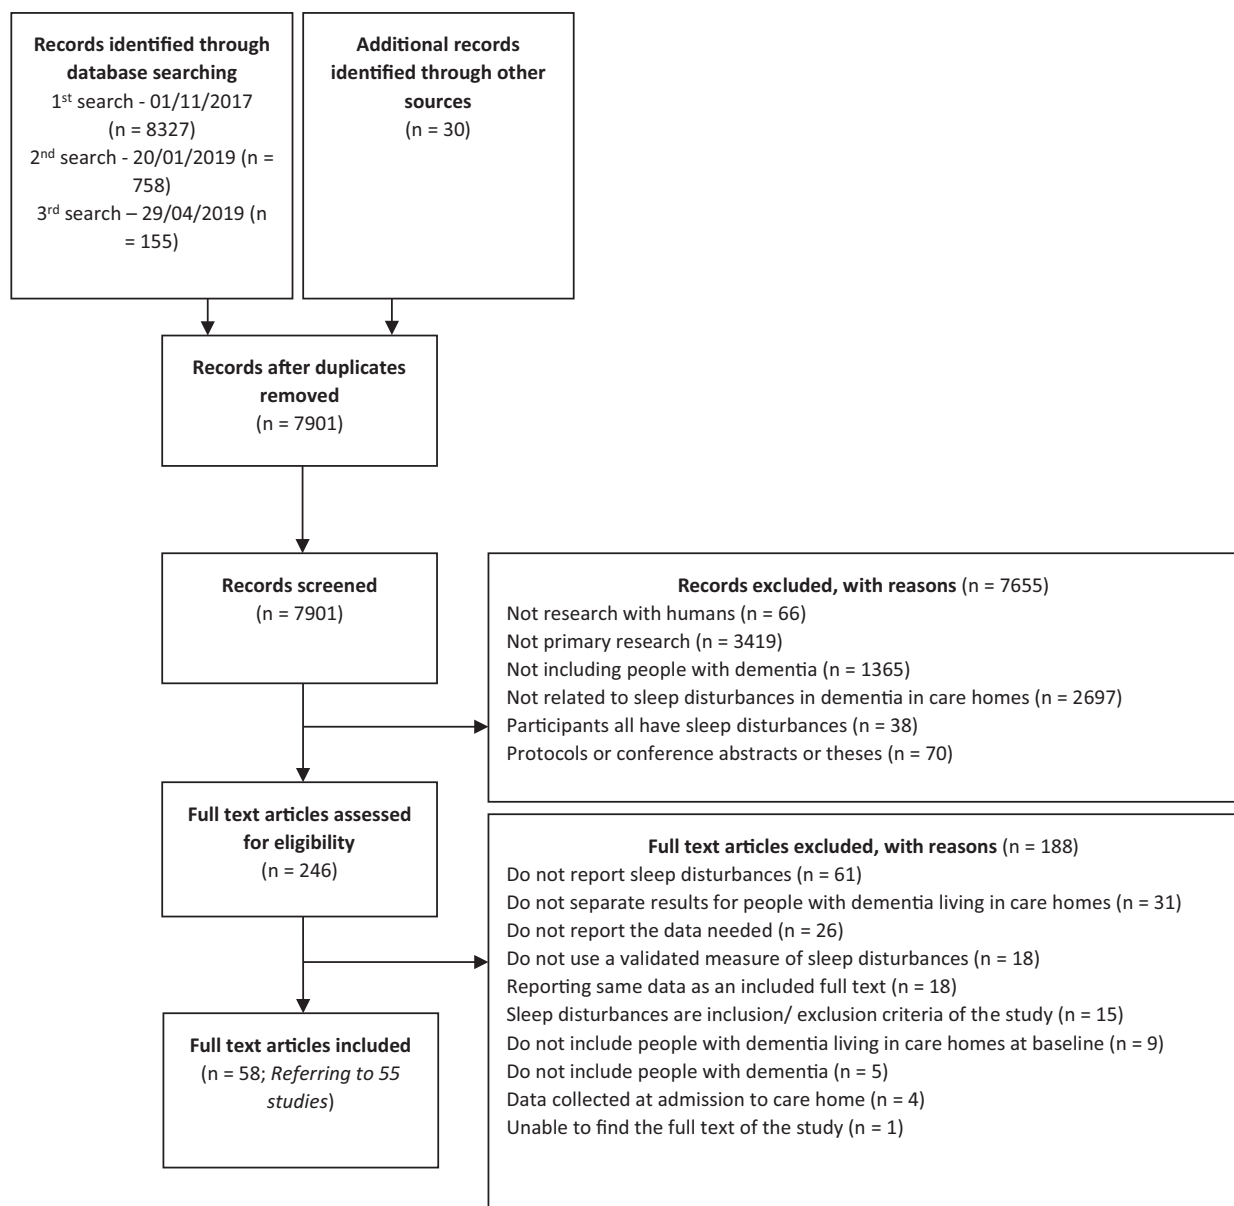 Records identified through
database searching
1st search - 01/11/2017
(n = 8327)
2nd search - 20/01/2019 (n =
758)
3rd search – 29/04/2019 (n
= 155)
Additional records
identified through other
sources
(n = 30)
Records after duplicates
removed
(n = 7901)
Records screened
(n = 7901)
Records excluded, with reasons (n = 7655)
Not research with humans (n = 66)
Not primary research (n = 3419)
Not including people with dementia (n = 1365)
Not related to sleep disturbances in dementia in care homes (n = 2697)
Participants all have sleep disturbances (n = 38)
Protocols or conference abstracts or theses (n = 70)
Full text articles assessed
for eligibility
(n = 246)
Full text articles excluded, with reasons (n = 188)
Do not report sleep disturbances (n = 61)
Do not separate results for people with dementia living in care homes (n = 31)
Do not report the data needed (n = 26)
Do not use a validated measure of sleep disturbances (n = 18)
Reporting same data as an included full text (n = 18)
Sleep disturbances are inclusion/ exclusion criteria of the study (n = 15)
Do not include people with dementia living in care homes at baseline (n = 9)
Do not include people with dementia (n = 5)
Data collected at admission to care home (n = 4)
Unable to find the full text of the study (n = 1)
Full text articles included
(n = 58; Referring to 55
studies)